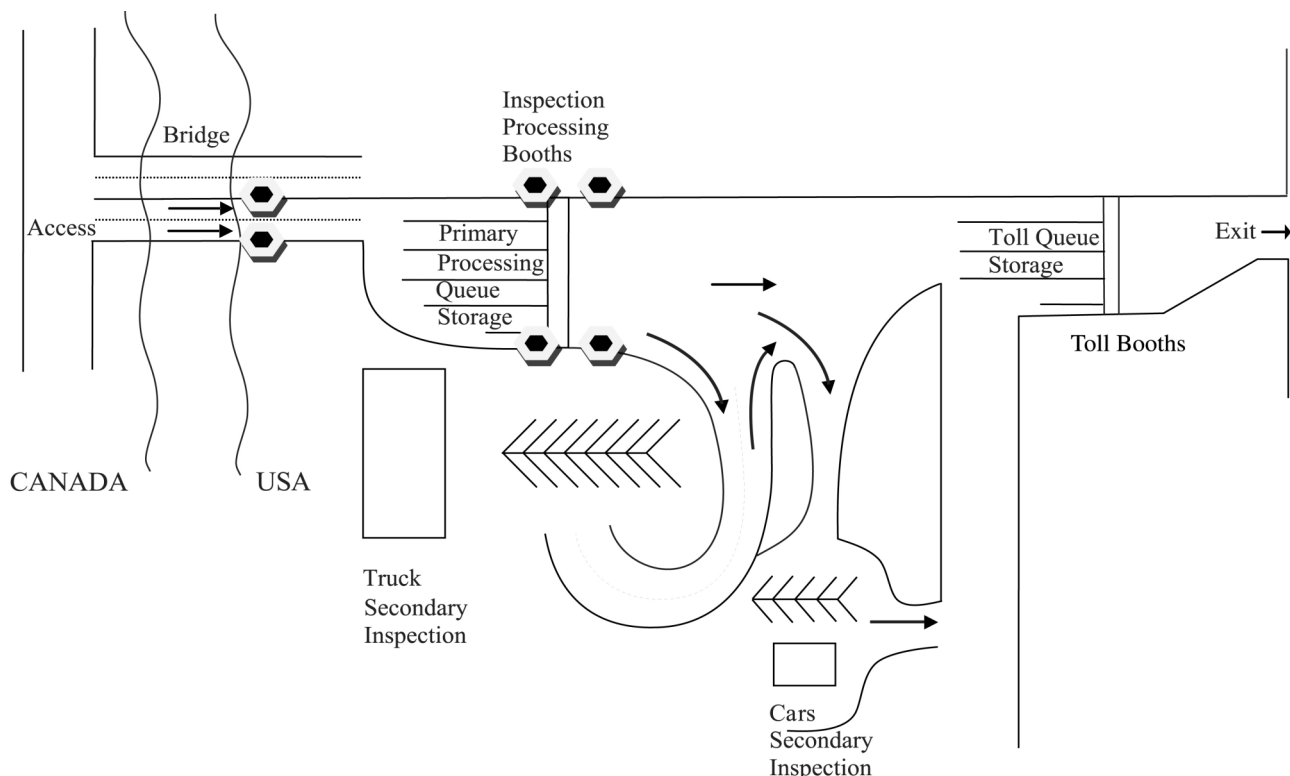 Inspection
Processing
Booths
Bridge
Access
Primary
Processing
Queue
Storage
Toll Queue
Storage
Exit
Toll Booths
CANADA
USA
Truck
Secondary
Inspection
Cars
Secondary
Inspection